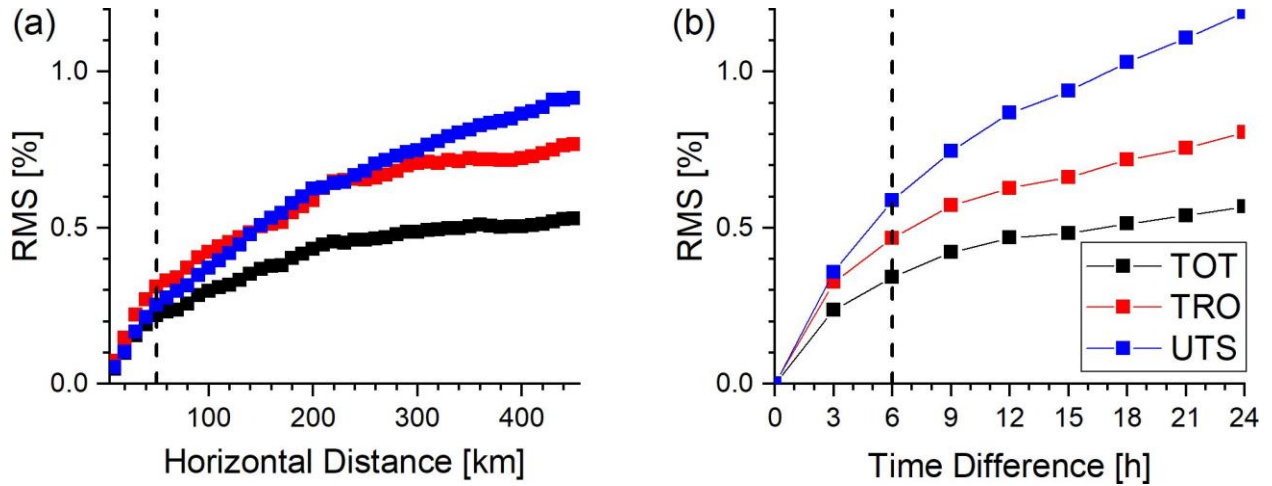 (a)
RMS [%]
1.0
0.5
0.0
100 200 300 400
Horizontal Distance [km]
(b)
RMS [%]
1.0
0.5
0.0
0 3 6 9 12 15 18 21 24
Time Difference [h]
TOT
TRO
UTS